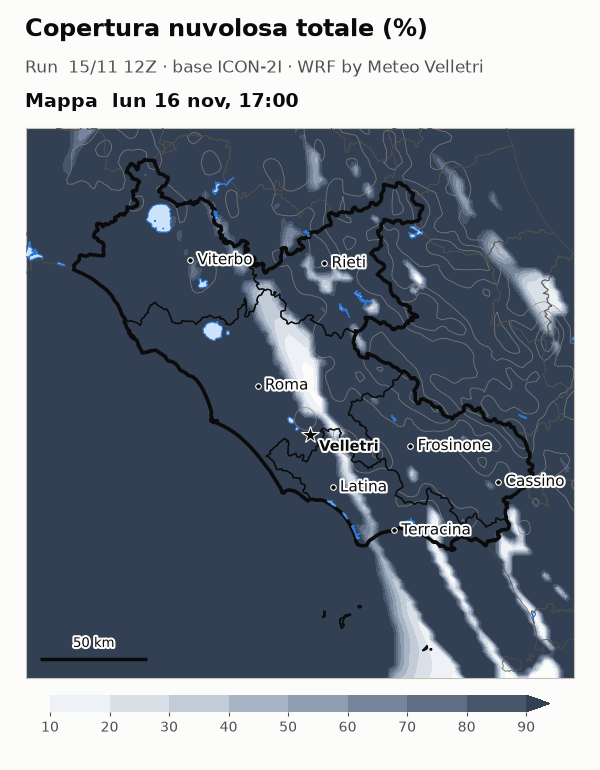 Copertura nuvolosa totale (%)
Run  15/11 12Z · base ICON-2I · WRF by Meteo Velletri
Mappa  lun 16 nov, 17:00
Viterbo
Rieti
Roma
Velletri
Frosinone
Cassino
Latina
Terracina
50 km
10 20 30 40 50 60 70 80 90